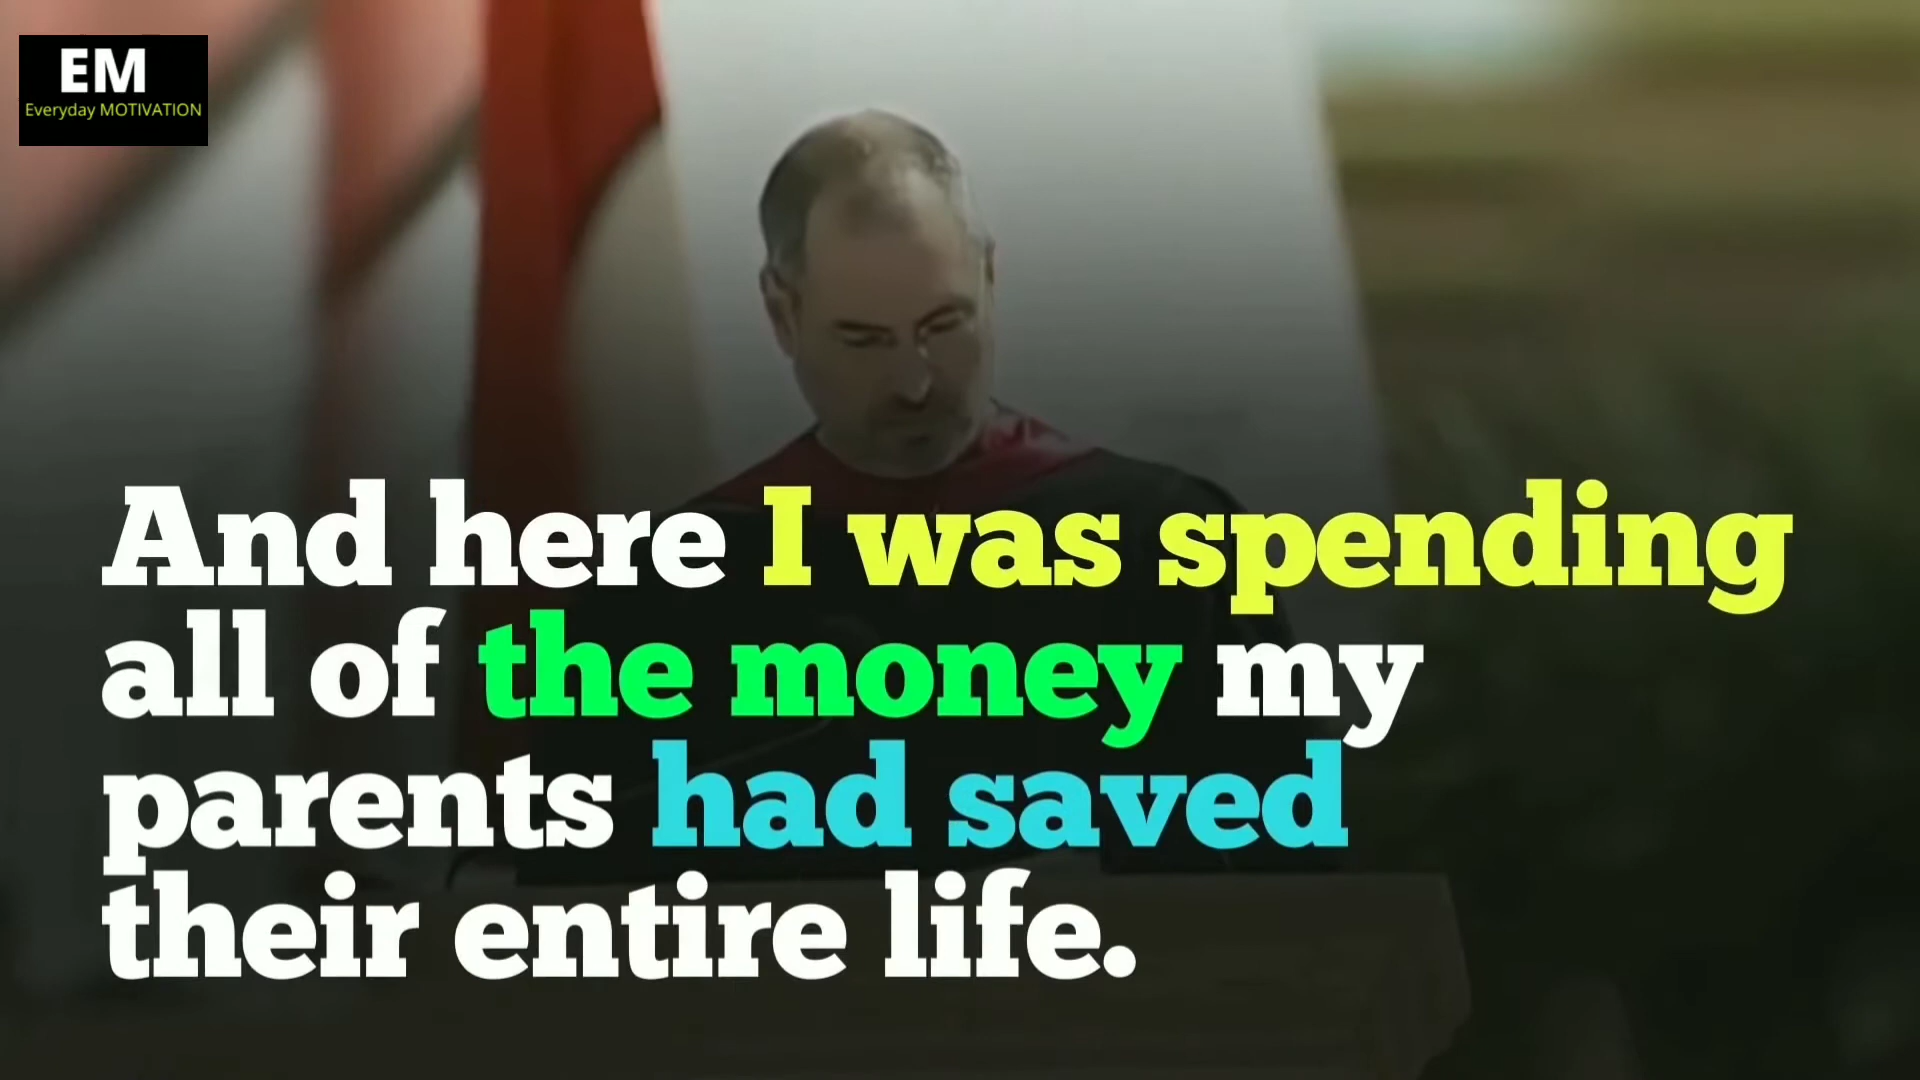 EM
Everyday MOTIVATION
And here I was spending
all of the money my
parents had saved
their entire life.